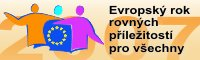 Evropský rok
rovných
příležitostí
pro všechny